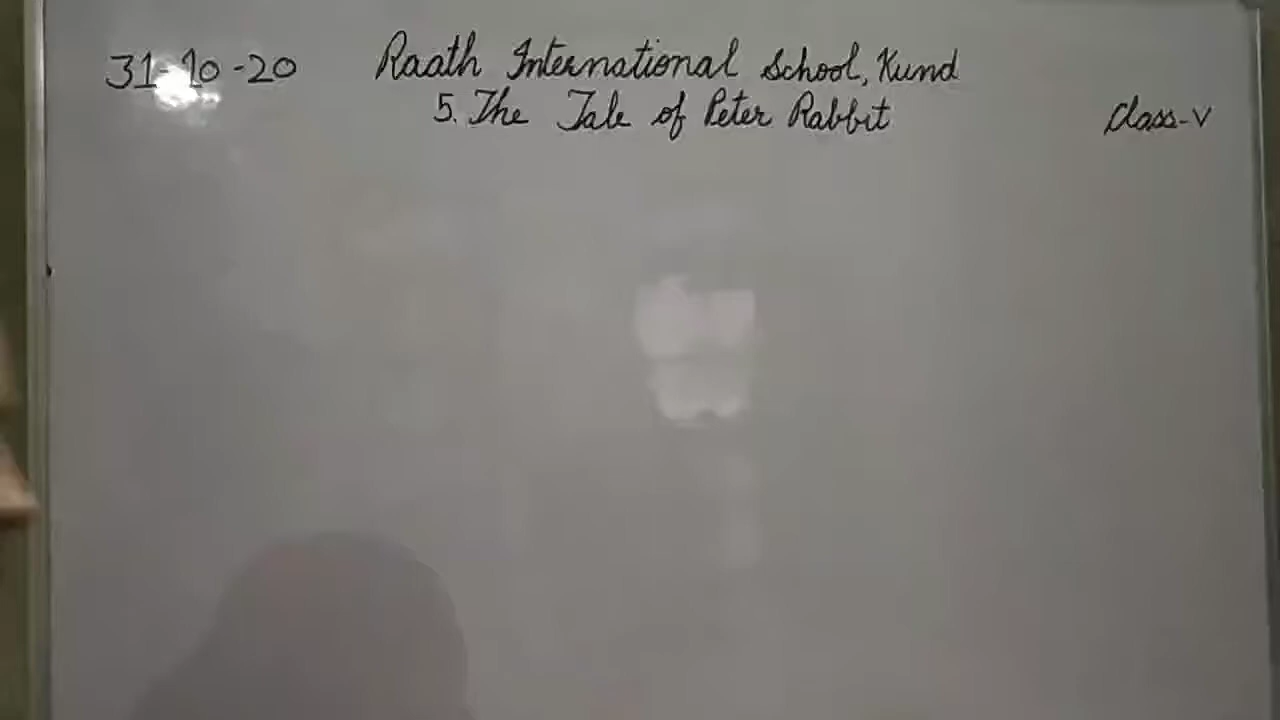 31-10-20 Raath International School, Kund
5. The Tale of Peter Rabbit Class-V